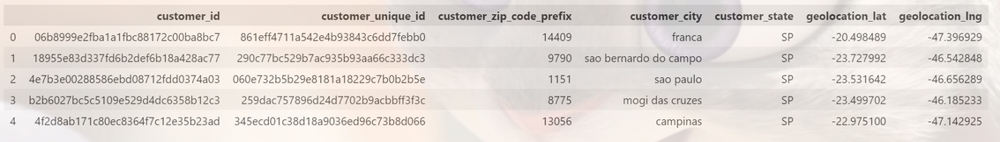 customer_id customer_unique_id customer_zip_code_prefix customer_city customer_state geolocation_lat geolocation_lng
0 06b8999e2fba1a1fbc88172c00ba8bc7 861eff4711a542e4b93843c6dd7febb0 14409 franca SP -20.498489 -47.396929
1 18955e83d337fd6b2def6b18a428ac77 290c77bc529b7ac935b93aa66c333dc3 9790 sao bernardo do campo SP -23.727992 -46.542848
2 4e7b3e00288586ebd08712fdd0374a03 060e732b5b29e8181a18229c7b0b2b5e 1151 sao paulo SP -23.531642 -46.656289
3 b2b6027bc5c5109e529d4dc6358b12c3 259dac757896d24d7702b9acbbff3f3c 8775 mogi das cruzes SP -23.499702 -46.185233
4 4f2d8ab171c80ec8364f7c12e35b23ad 345ecd01c38d18a9036ed96c73b8d066 13056 campinas SP -22.975100 -47.142925